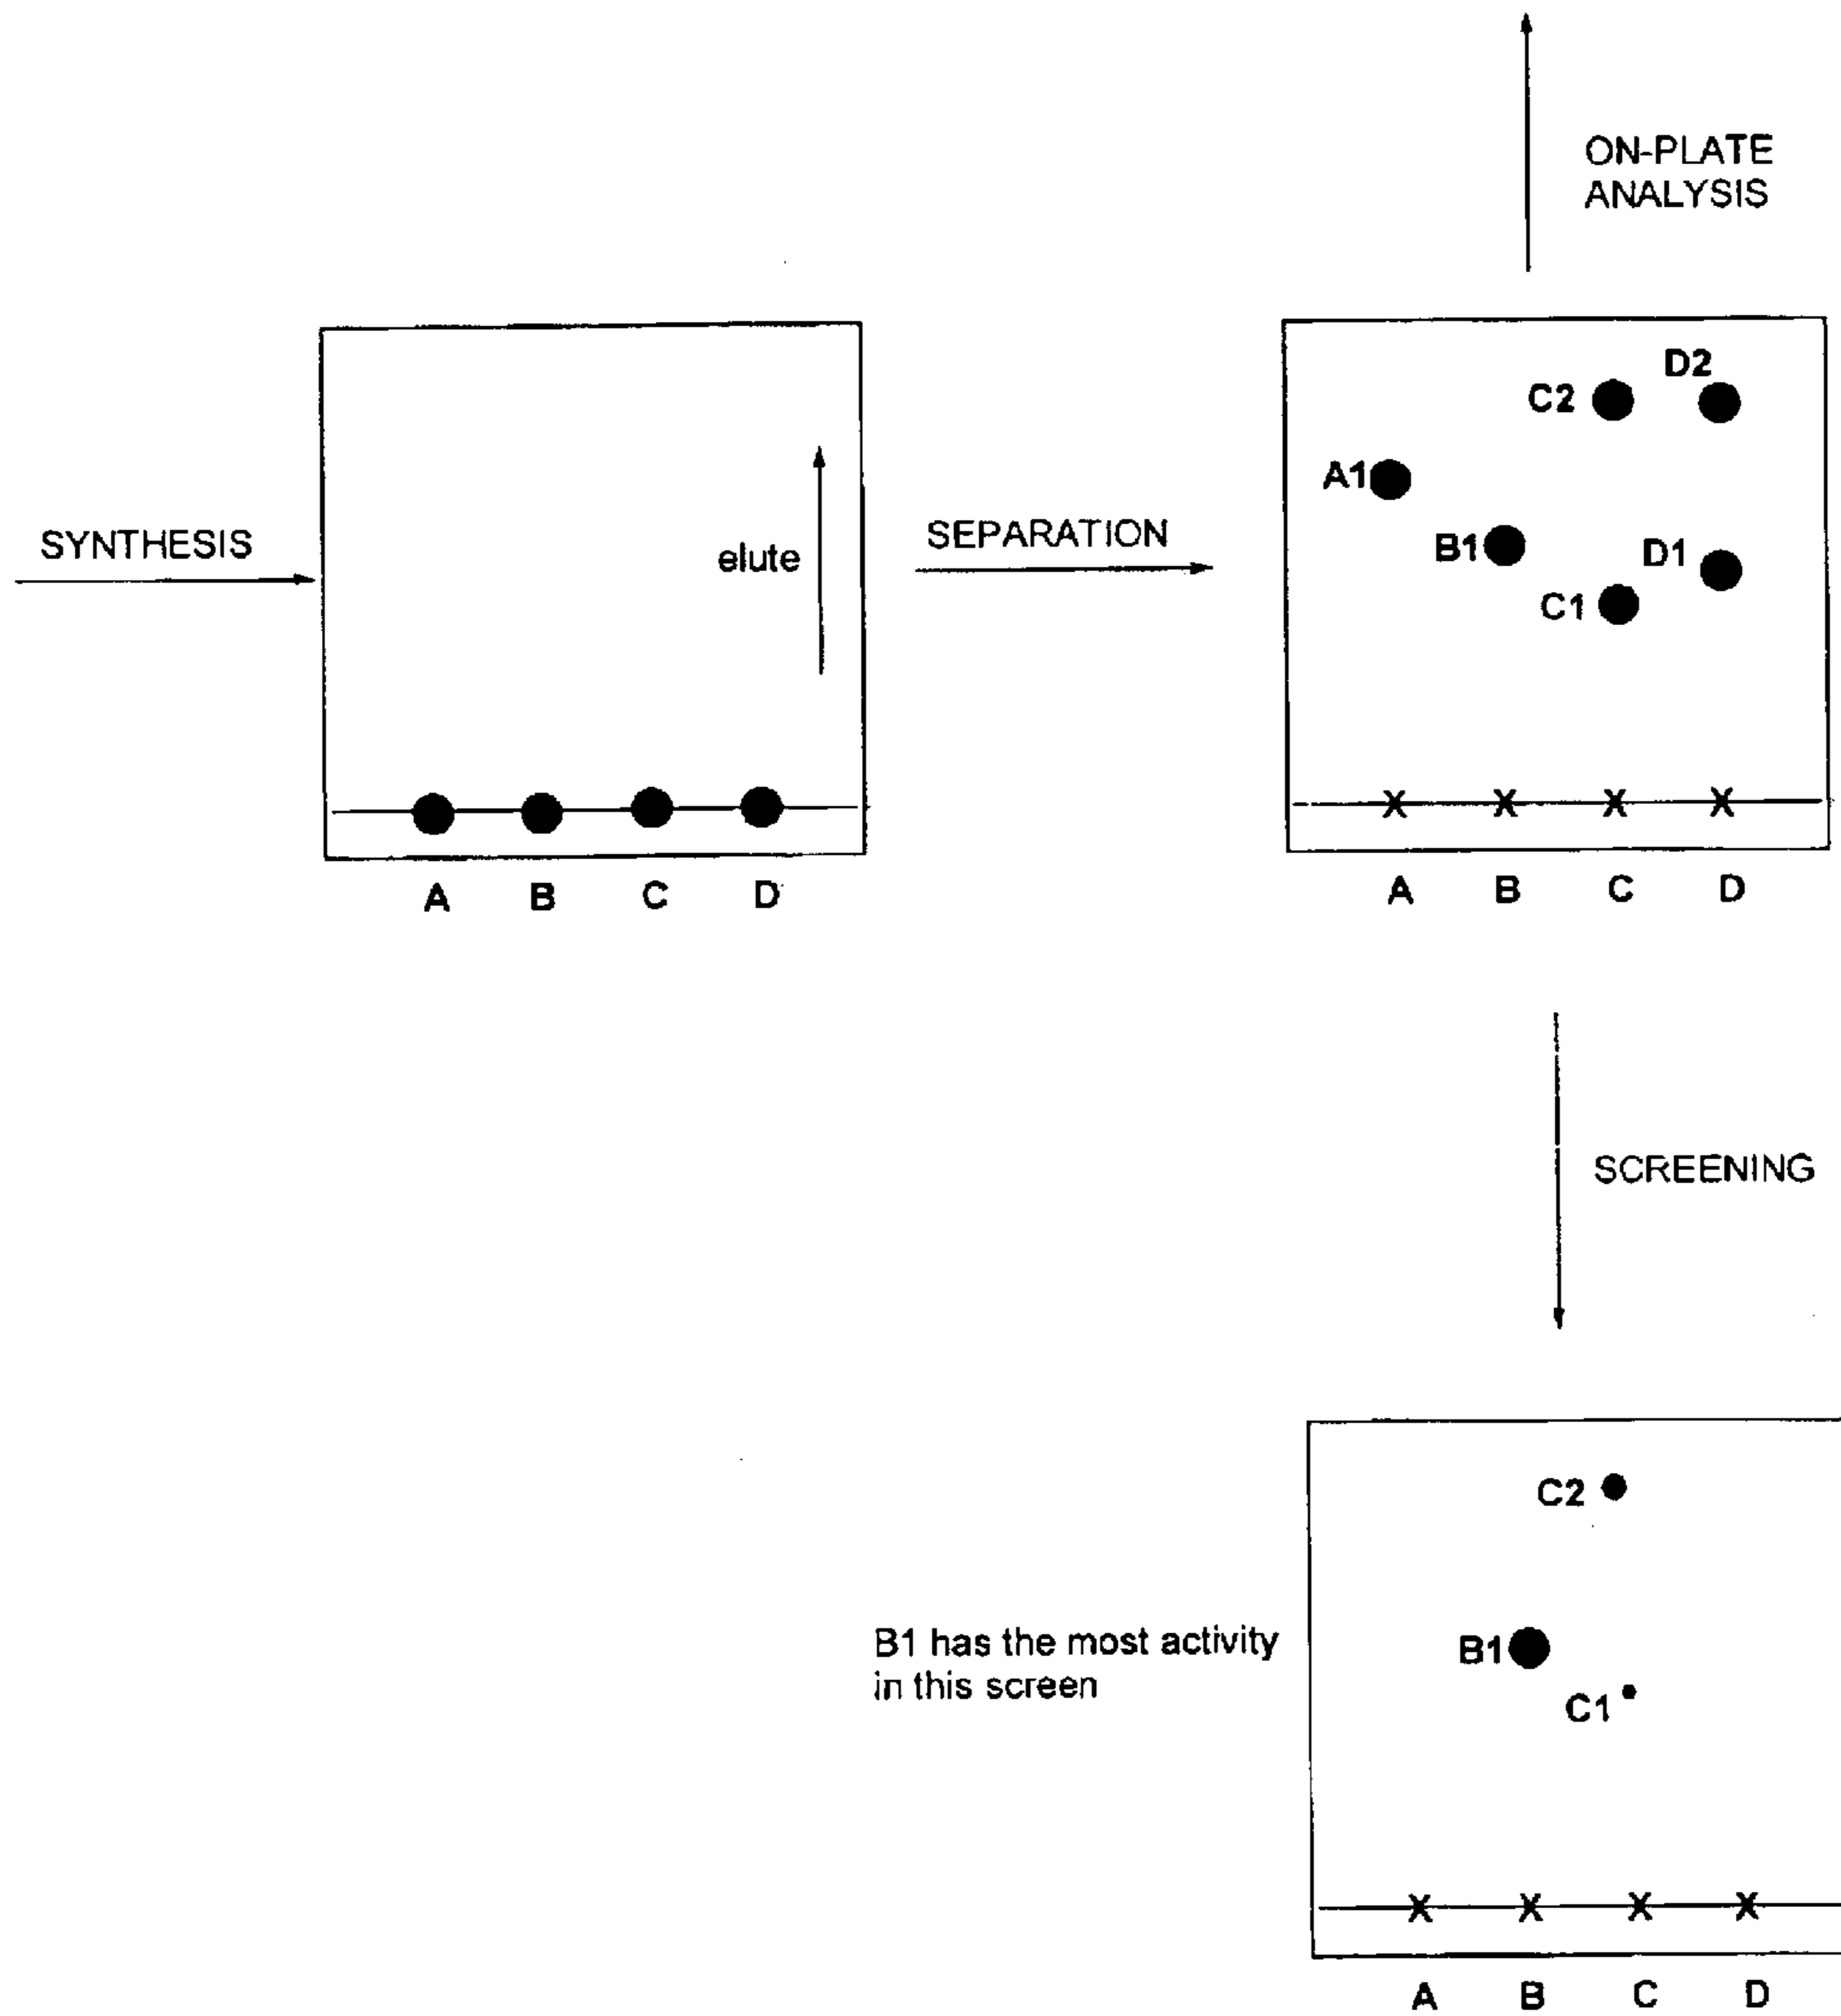 ON-PLATE
ANALYSIS
SYNTHESIS
elute
A B C D
SEPARATION
D2
C2
A1
B1
D1
C1
X X X X
A B C D
SCREENING
C2
B1 has the most activity
in this screen
B1
C1
X X X X
A B C D